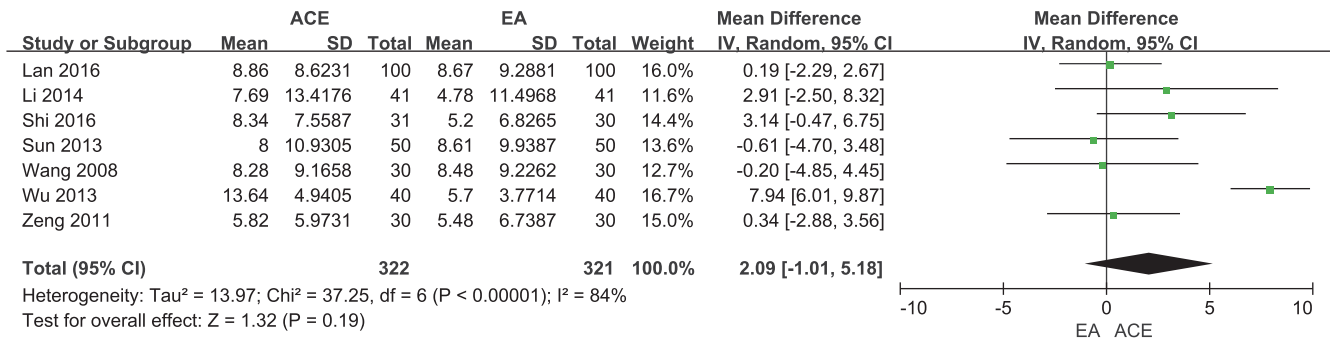 ACE EA Mean Difference Mean Difference
Study or Subgroup Mean SD Total Mean SD Total Weight IV, Random, 95% CI IV, Random, 95% CI
Lan 2016 8.86 8.6231 100 8.67 9.2881 100 16.0% 0.19 [-2.29, 2.67]
Li 2014 7.69 13.4176 41 4.78 11.4968 41 11.6% 2.91 [-2.50, 8.32]
Shi 2016 8.34 7.5587 31 5.2 6.8265 30 14.4% 3.14 [-0.47, 6.75]
Sun 2013 8 10.9305 50 8.61 9.9387 50 13.6% -0.61 [-4.70, 3.48]
Wang 2008 8.28 9.1658 30 8.48 9.2262 30 12.7% -0.20 [-4.85, 4.45]
Wu 2013 13.64 4.9405 40 5.7 3.7714 40 16.7% 7.94 [6.01, 9.87]
Zeng 2011 5.82 5.9731 30 5.48 6.7387 30 15.0% 0.34 [-2.88, 3.56]
Total (95% CI) 322 321 100.0% 2.09 [-1.01, 5.18]
Heterogeneity: Tau² = 13.97; Chi² = 37.25, df = 6 (P < 0.00001); I² = 84%
Test for overall effect: Z = 1.32 (P = 0.19)
-10 -5 0 5 10
EA ACE